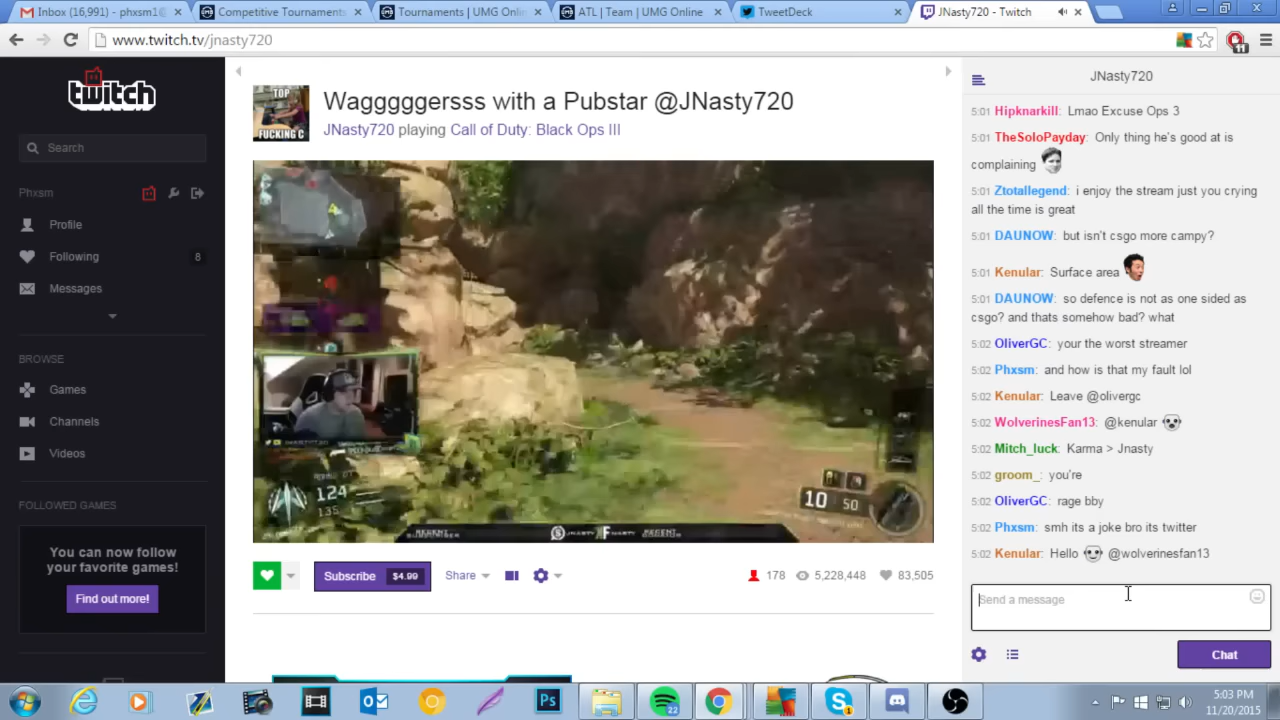 Inbox (16,991) - phxsm1@
Competitive Tournaments
Tournaments | UMG Onlin
ATL | Team | UMG Online
TweetDeck
JNasty720 - Twitch
www.twitch.tv/jnasty720
11
twitch
Search
Phxsm
Profile
Following 8
Messages
BROWSE
Games
Channels
Videos
FOLLOWED GAMES
You can now follow
your favorite games!
Find out more!
TOP
FUCKING C
Wagggggersss with a Pubstar @JNasty720
JNasty720 playing Call of Duty: Black Ops III
124
135
10 50
Subscribe $4.99
Share
178 5,228,448 83,505
JNasty720
5:01 Hipknarkill: Lmao Excuse Ops 3
5:01 TheSoloPayday: Only thing he's good at is
complaining
5:01 Ztotallegend: i enjoy the stream just you crying
all the time is great
5:01 DAUNOW: but isn't csgo more campy?
5:01 Kenular: Surface area
5:01 DAUNOW: so defence is not as one sided as
csgo? and thats somehow bad? what
5:02 OliverGC: your the worst streamer
5:02 Phxsm: and how is that my fault lol
5:02 Kenular: Leave @olivergc
5:02 WolverinesFan13: @kenular
5:02 Mitch_luck: Karma > Jnasty
5:02 groom_: you're
5:02 OliverGC: rage bby
5:02 Phxsm: smh its a joke bro its twitter
5:02 Kenular: Hello @wolverinesfan13
Send a message
Chat
Ps
22
1
5:03 PM
11/20/2015